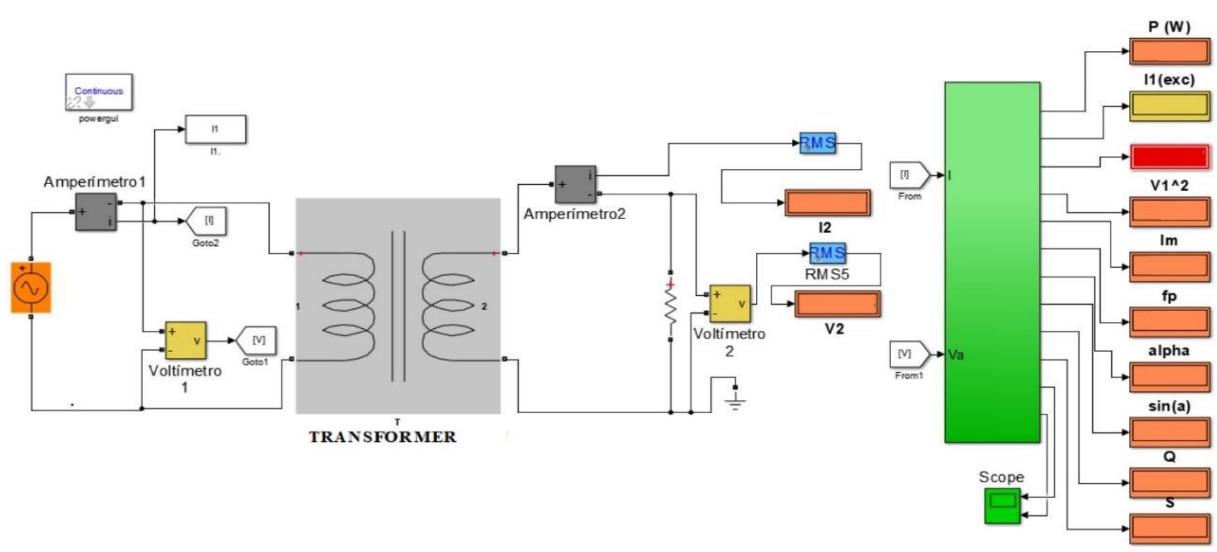 Continuous
powergui
I1
I1.
Amperímetro1
+
-
i
[I]
Goto2
+
+
-
v
Voltímetro
1
[V]
Goto1
1
2
T
TRANSFORMER
+
i
-
Amperímetro2
RMS
I2
RMS
RMS5
V2
+
-
v
Voltímetro
2
[I]
From
[V]
From1
I
Va
Scope
P (W)
I1(exc)
V1^2
Im
fp
alpha
sin(a)
Q
S